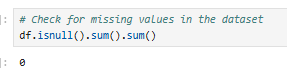 ]: # Check for missing values in the dataset
df.isnull().sum().sum()
]: 0